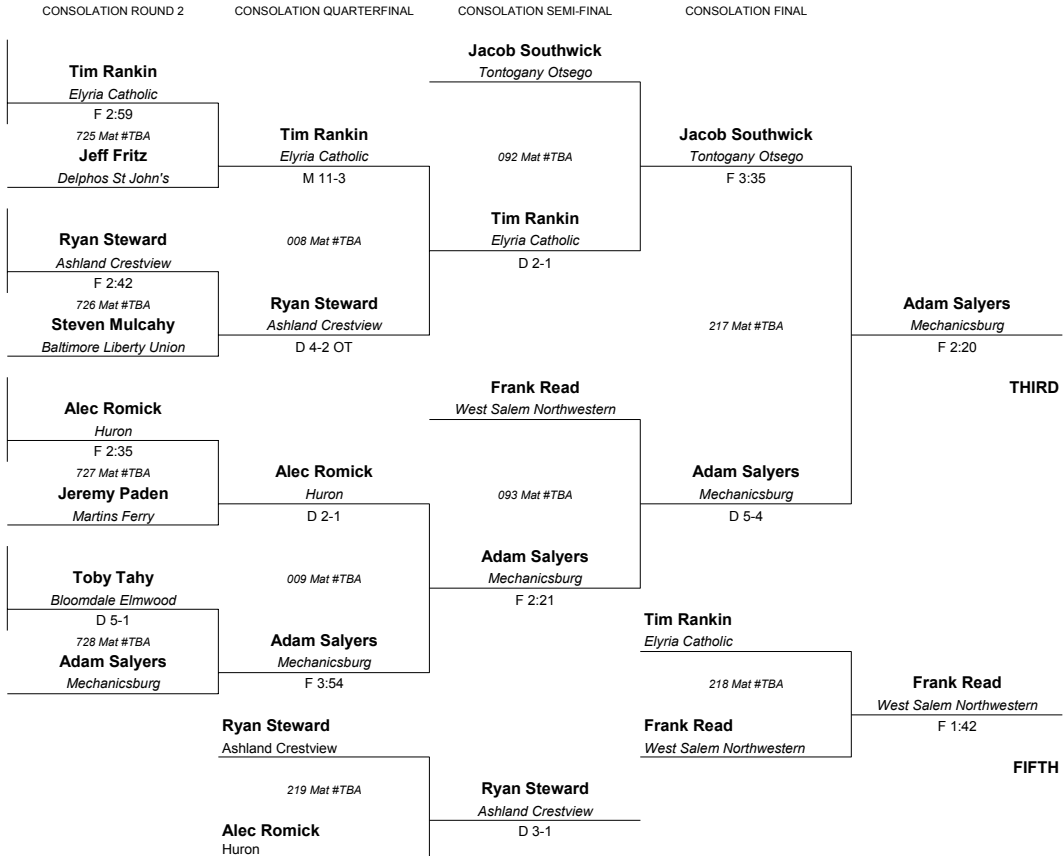 CONSOLATION ROUND 2
CONSOLATION QUARTERFINAL
CONSOLATION SEMI-FINAL
CONSOLATION FINAL
Tim Rankin
Elyria Catholic
F 2:59
725 Mat #TBA
Jeff Fritz
Delphos St John's
Ryan Steward
Ashland Crestview
F 2:42
726 Mat #TBA
Steven Mulcahy
Baltimore Liberty Union
Alec Romick
Huron
F 2:35
727 Mat #TBA
Jeremy Paden
Martins Ferry
Toby Tahy
Bloomdale Elmwood
D 5-1
728 Mat #TBA
Adam Salyers
Mechanicsburg
Tim Rankin
Elyria Catholic
M 11-3
008 Mat #TBA
Ryan Steward
Ashland Crestview
D 4-2 OT
Alec Romick
Huron
D 2-1
009 Mat #TBA
Adam Salyers
Mechanicsburg
F 3:54
Ryan Steward
Ashland Crestview
219 Mat #TBA
Alec Romick
Huron
Jacob Southwick
Tontogany Otsego
092 Mat #TBA
Tim Rankin
Elyria Catholic
D 2-1
Frank Read
West Salem Northwestern
093 Mat #TBA
Adam Salyers
Mechanicsburg
F 2:21
Ryan Steward
Ashland Crestview
D 3-1
Jacob Southwick
Tontogany Otsego
F 3:35
217 Mat #TBA
Adam Salyers
Mechanicsburg
D 5-4
Tim Rankin
Elyria Catholic
218 Mat #TBA
Frank Read
West Salem Northwestern
Adam Salyers
Mechanicsburg
F 2:20
THIRD
Frank Read
West Salem Northwestern
F 1:42
FIFTH